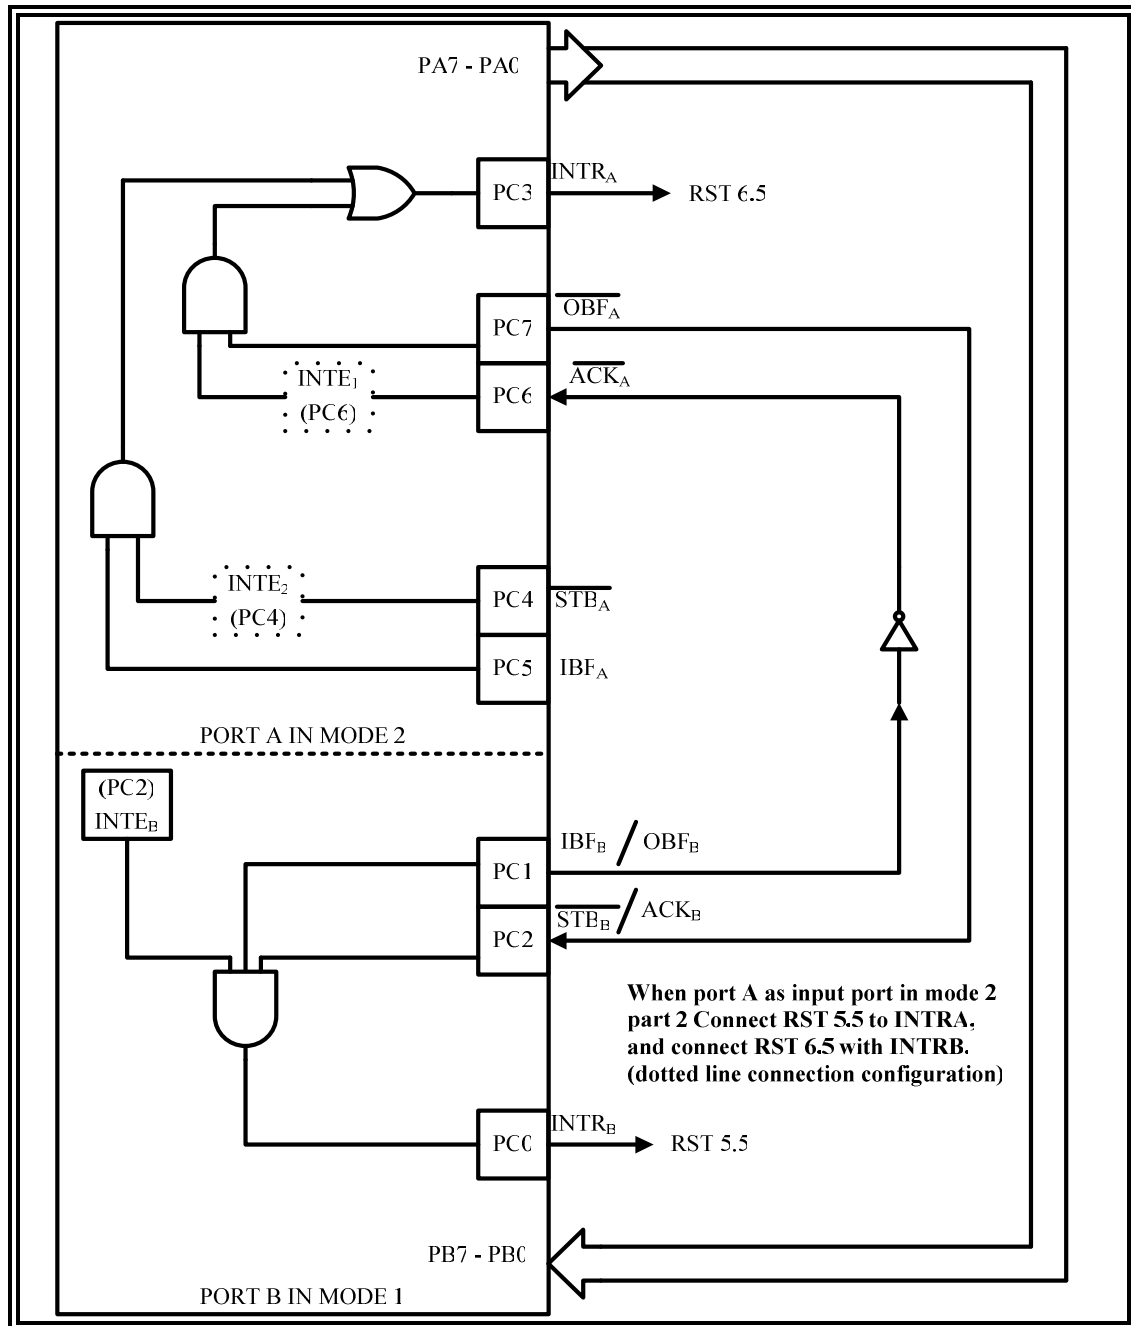 PA7 - PA0
PC3
INTRA
RST 6.5
PC7
OBFA
INTE1
(PC6)
PC6
ACKA
INTE2
(PC4)
PC4
STBA
PC5
IBFA
PORT A IN MODE 2
(PC2)
INTEB
PC1
IBFB / OBFB
PC2
STBB / ACKB
When port A as input port in mode 2
part 2 Connect RST 5.5 to INTRA,
and connect RST 6.5 with INTRB.
(dotted line connection configuration)
PC0
INTRB
RST 5.5
PB7 - PB0
PORT B IN MODE 1